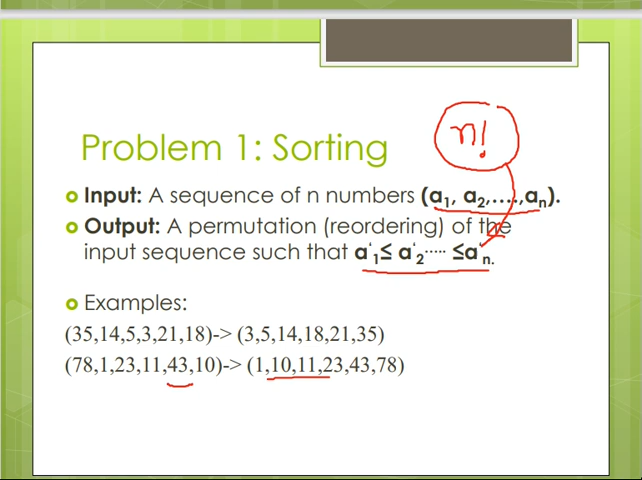 n!
Problem 1: Sorting
Input: A sequence of n numbers (a₁, a₂,….,aₙ).
Output: A permutation (reordering) of the
input sequence such that a'₁≤ a'₂..... ≤a'ₙ.
Examples:
(35,14,5,3,21,18)-> (3,5,14,18,21,35)
(78,1,23,11,43,10)-> (1,10,11,23,43,78)